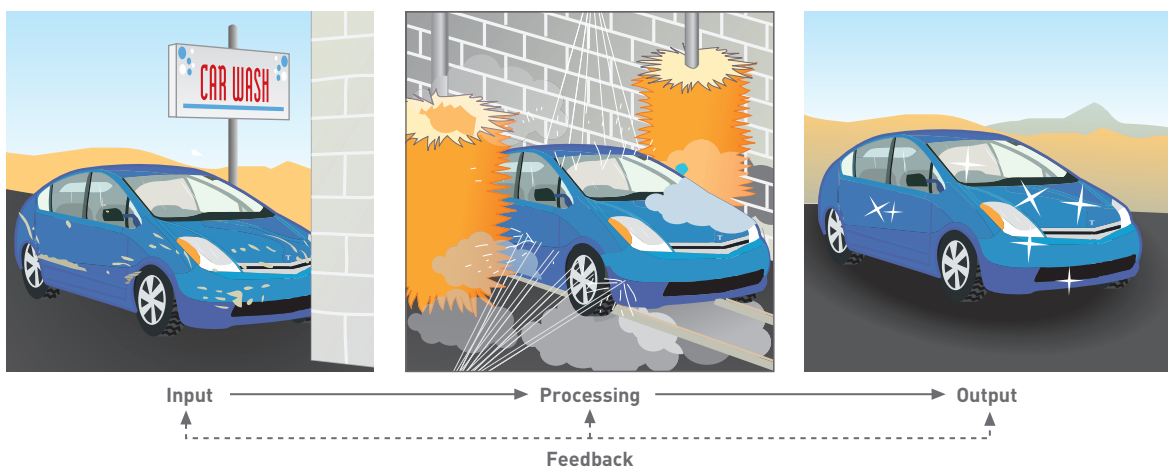 CAR WASH
T
T
T
Input
Processing
Output
Feedback